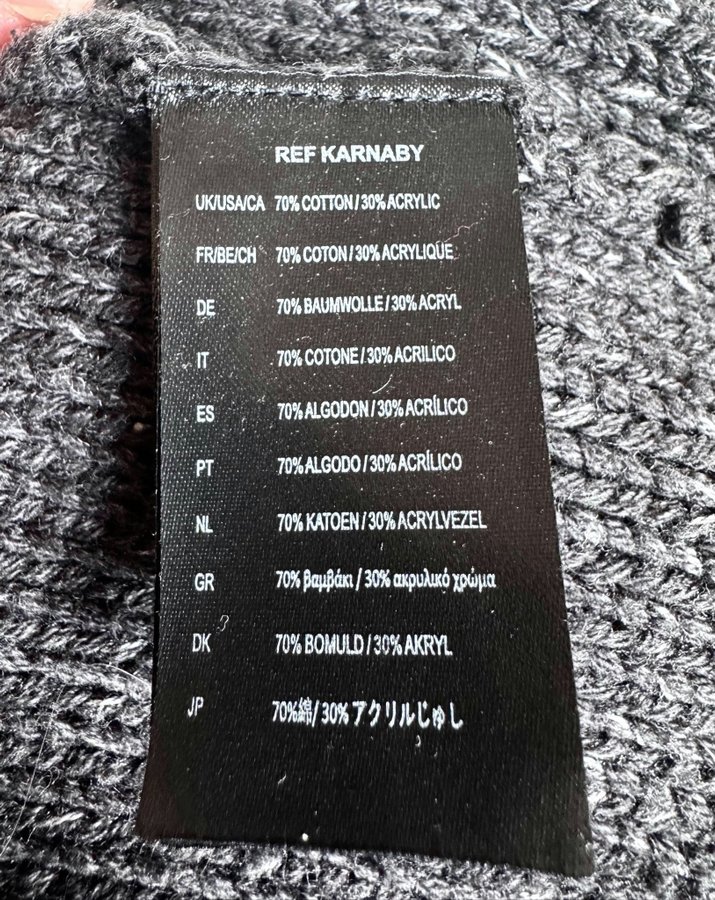 REF KARNABY
UK/USA/CA 70% COTTON / 30% ACRYLIC
FR/BE/CH 70% COTON / 30% ACRYLIQUE
DE 70% BAUMWOLLE / 30% ACRYL
IT 70% COTONE / 30% ACRILICO
ES 70% ALGODON / 30% ACRÍLICO
PT 70% ALGODO / 30% ACRÍLICO
NL 70% KATOEN / 30% ACRYLVEZEL
GR 70% βαμβάκι / 30% ακρυλικό χρώμα
DK 70% BOMULD / 30% AKRYL
JP 70%綿/ 30% アクリルじゅし